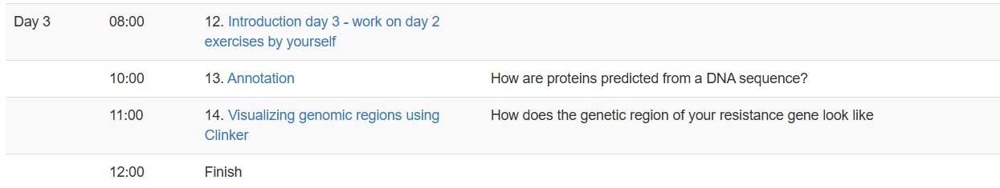 Day 3 08:00 12. Introduction day 3 - work on day 2
exercises by yourself
10:00 13. Annotation How are proteins predicted from a DNA sequence?
11:00 14. Visualizing genomic regions using How does the genetic region of your resistance gene look like
Clinker
12:00 Finish